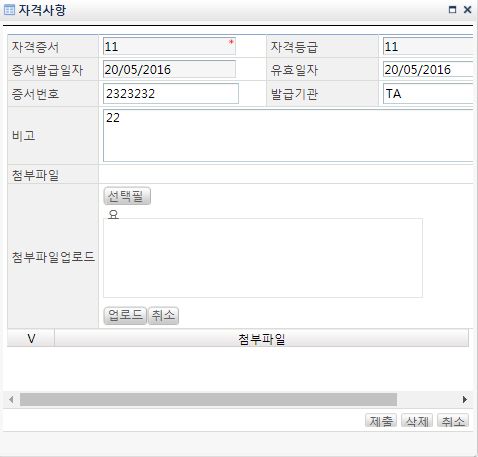 자격사항
자격증서 11 * 자격등급 11
증서발급일자 20/05/2016 유효일자 20/05/2016
증서번호 2323232 발급기관 TA
비고 22
첨부파일
첨부파일업로드 선택필
요
업로드 취소
V 첨부파일
제출 삭제 취소